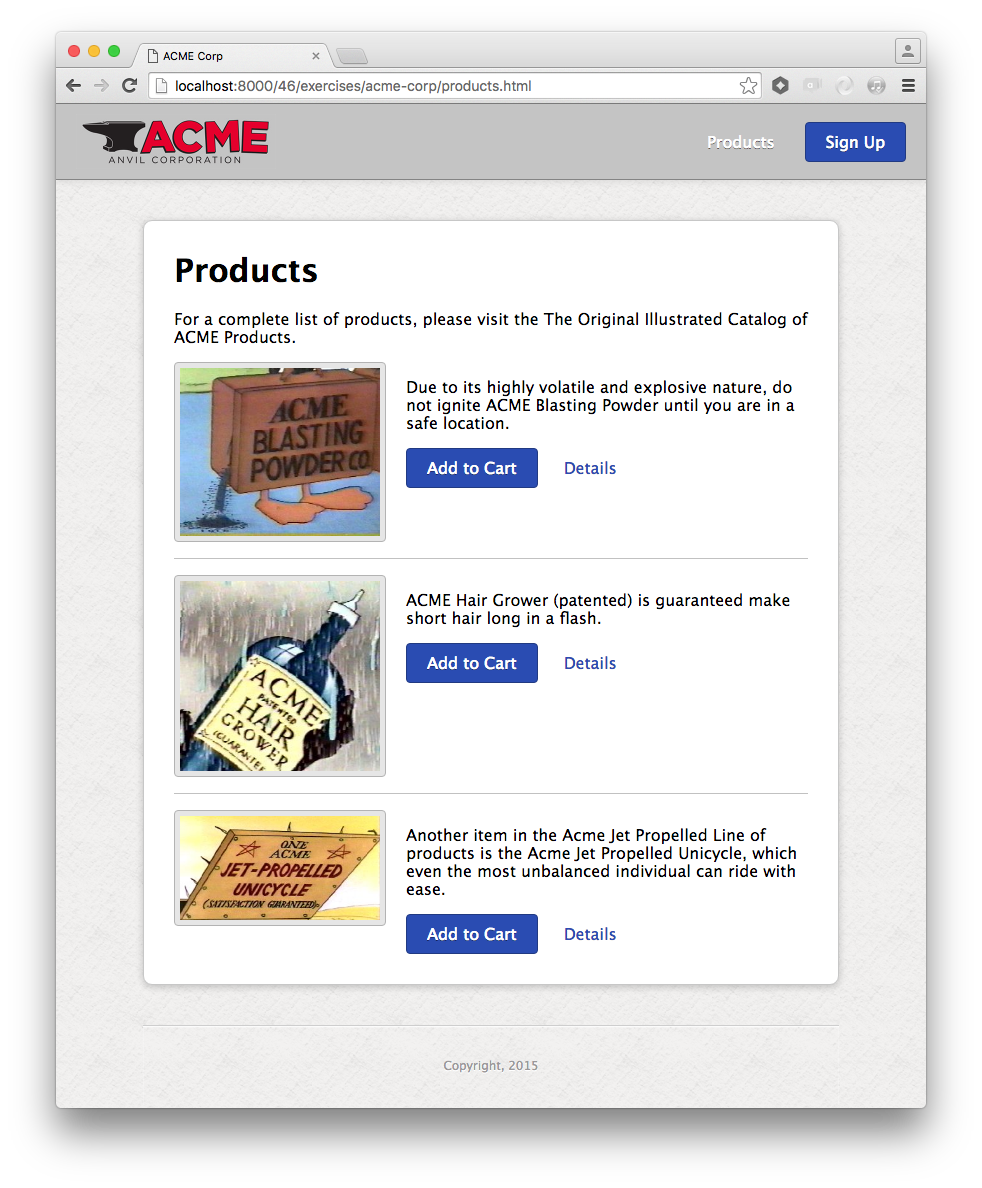 ACME Corp
localhost:8000/46/exercises/acme-corp/products.html
ACME
ANVIL CORPORATION
Products
Sign Up
Products
For a complete list of products, please visit the The Original Illustrated Catalog of
ACME Products.
ACME
BLASTING
POWDER CO
Due to its highly volatile and explosive nature, do
not ignite ACME Blasting Powder until you are in a
safe location.
Add to Cart
Details
ACME
PATENTED
HAIR
GROWER
(GUARANTEE
ACME Hair Grower (patented) is guaranteed make
short hair long in a flash.
Add to Cart
Details
ONE
ACME
JET-PROPELLED
UNICYCLE
(SATISFACTION GUARANTEED)
Another item in the Acme Jet Propelled Line of
products is the Acme Jet Propelled Unicycle, which
even the most unbalanced individual can ride with
ease.
Add to Cart
Details
Copyright, 2015